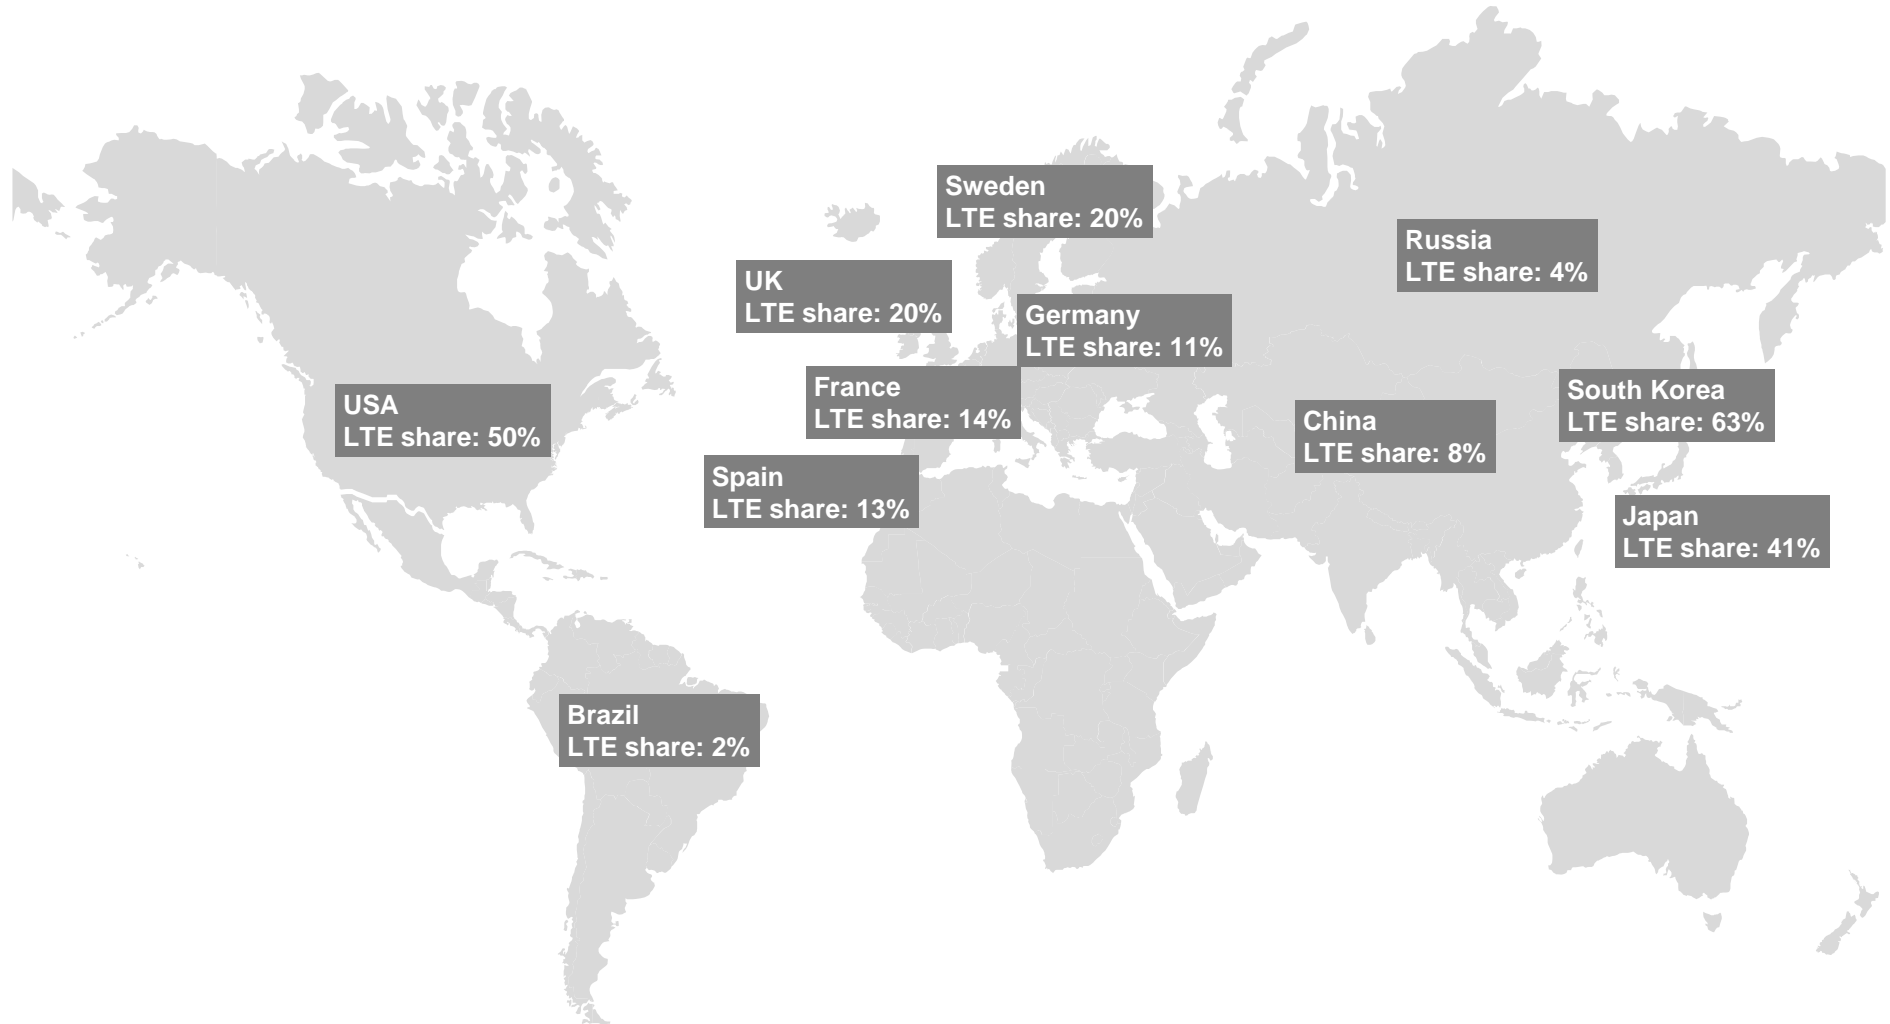 Sweden
LTE share: 20%
Russia
LTE share: 4%
UK
LTE share: 20%
Germany
LTE share: 11%
France
LTE share: 14%
South Korea
LTE share: 63%
USA
LTE share: 50%
China
LTE share: 8%
Spain
LTE share: 13%
Japan
LTE share: 41%
Brazil
LTE share: 2%